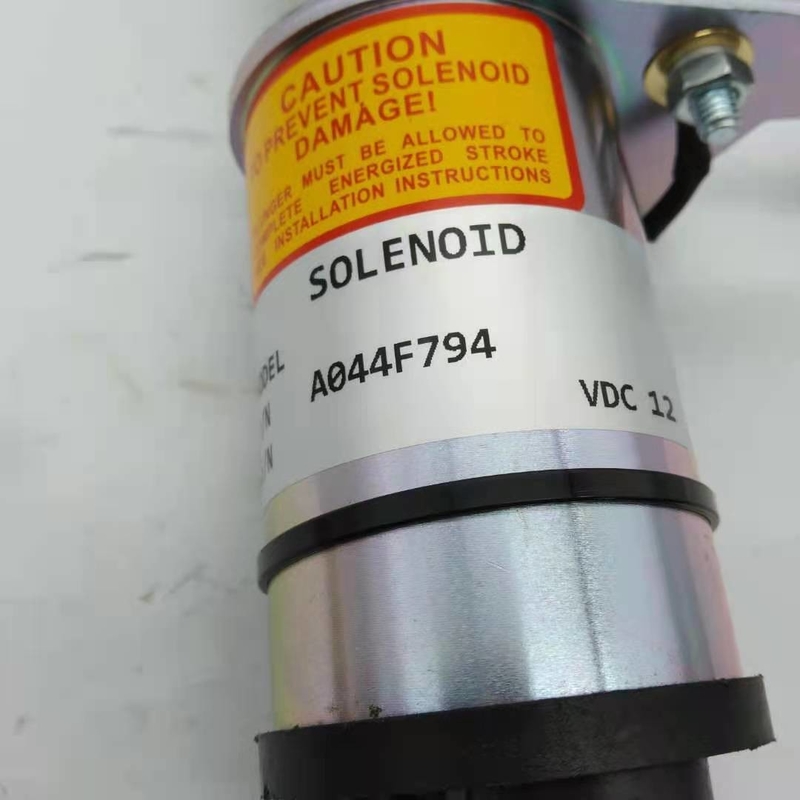 CAUTION
TO PREVENT SOLENOID
DAMAGE!
MUST BE ALLOWED TO
ENERGIZED STROKE
INSTALLATION INSTRUCTIONS
SOLENOID
A044F794
VDC 12